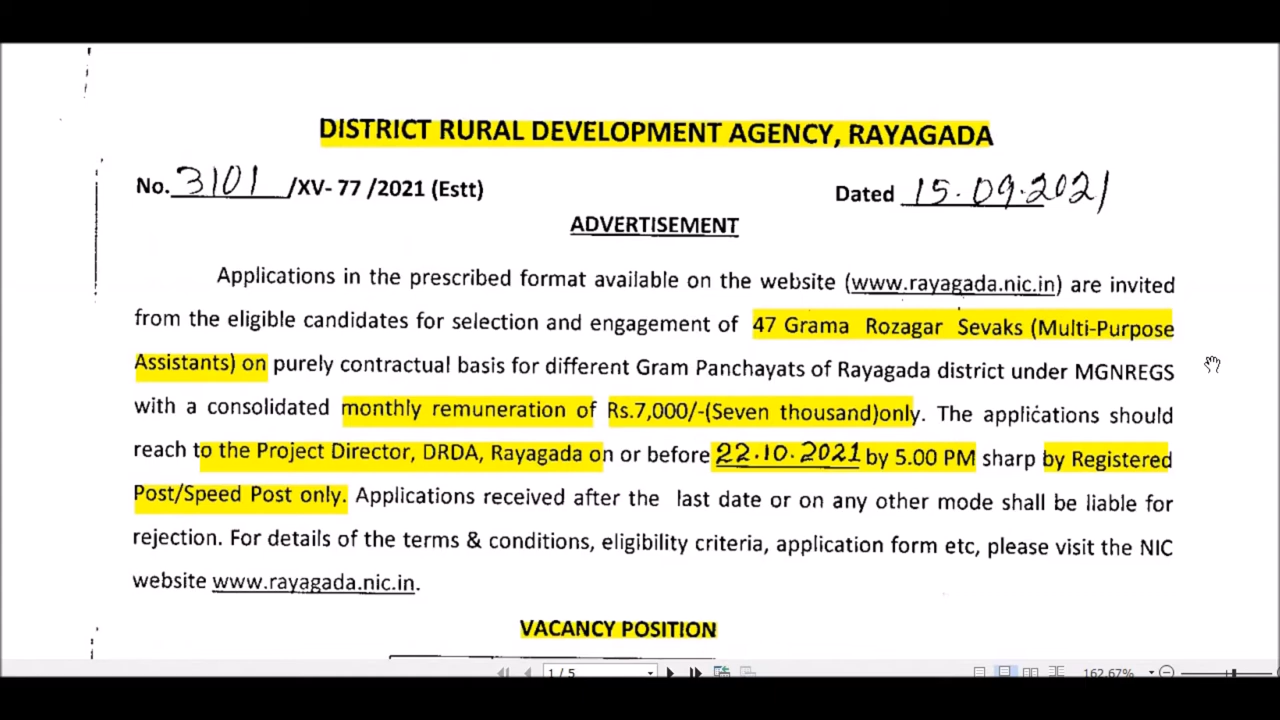 DISTRICT RURAL DEVELOPMENT AGENCY, RAYAGADA
No. 3101 /XV- 77 /2021 (Estt) Dated 15.09.2021
ADVERTISEMENT
Applications in the prescribed format available on the website (www.rayagada.nic.in) are invited
from the eligible candidates for selection and engagement of 47 Grama Rozagar Sevaks (Multi-Purpose
Assistants) on purely contractual basis for different Gram Panchayats of Rayagada district under MGNREGS
with a consolidated monthly remuneration of Rs.7,000/-(Seven thousand)only. The applications should
reach to the Project Director, DRDA, Rayagada on or before 22.10.2021 by 5.00 PM sharp by Registered
Post/Speed Post only. Applications received after the last date or on any other mode shall be liable for
rejection. For details of the terms & conditions, eligibility criteria, application form etc, please visit the NIC
website www.rayagada.nic.in.
VACANCY POSITION
1 / 5 162.67%